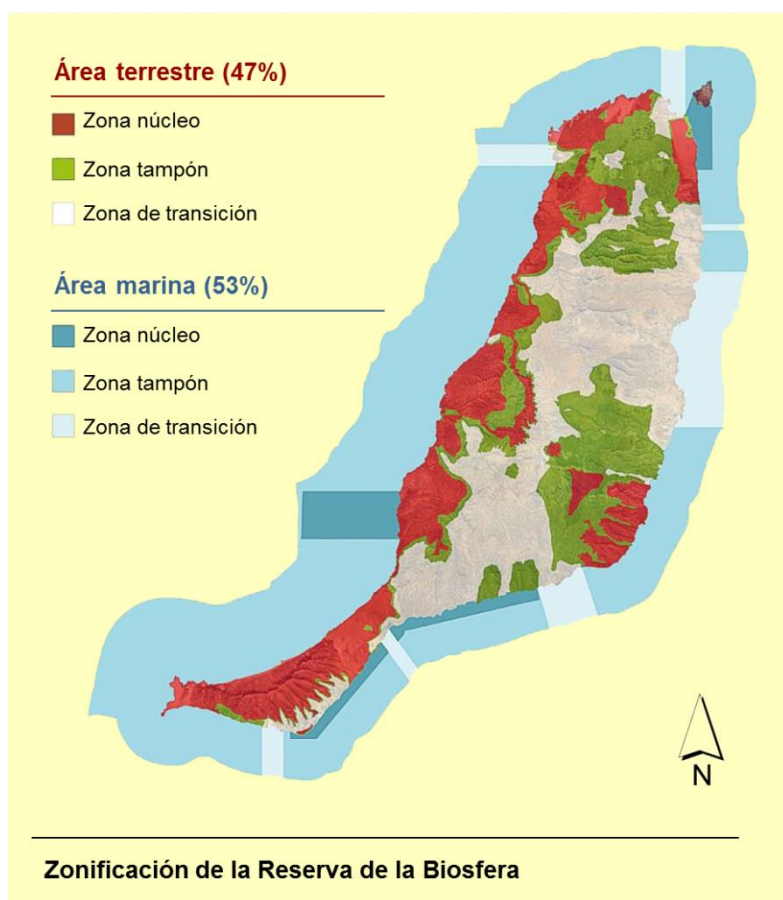 Área terrestre (47%)
Zona núcleo
Zona tampón
Zona de transición
Área marina (53%)
Zona núcleo
Zona tampón
Zona de transición
N
Zonificación de la Reserva de la Biosfera